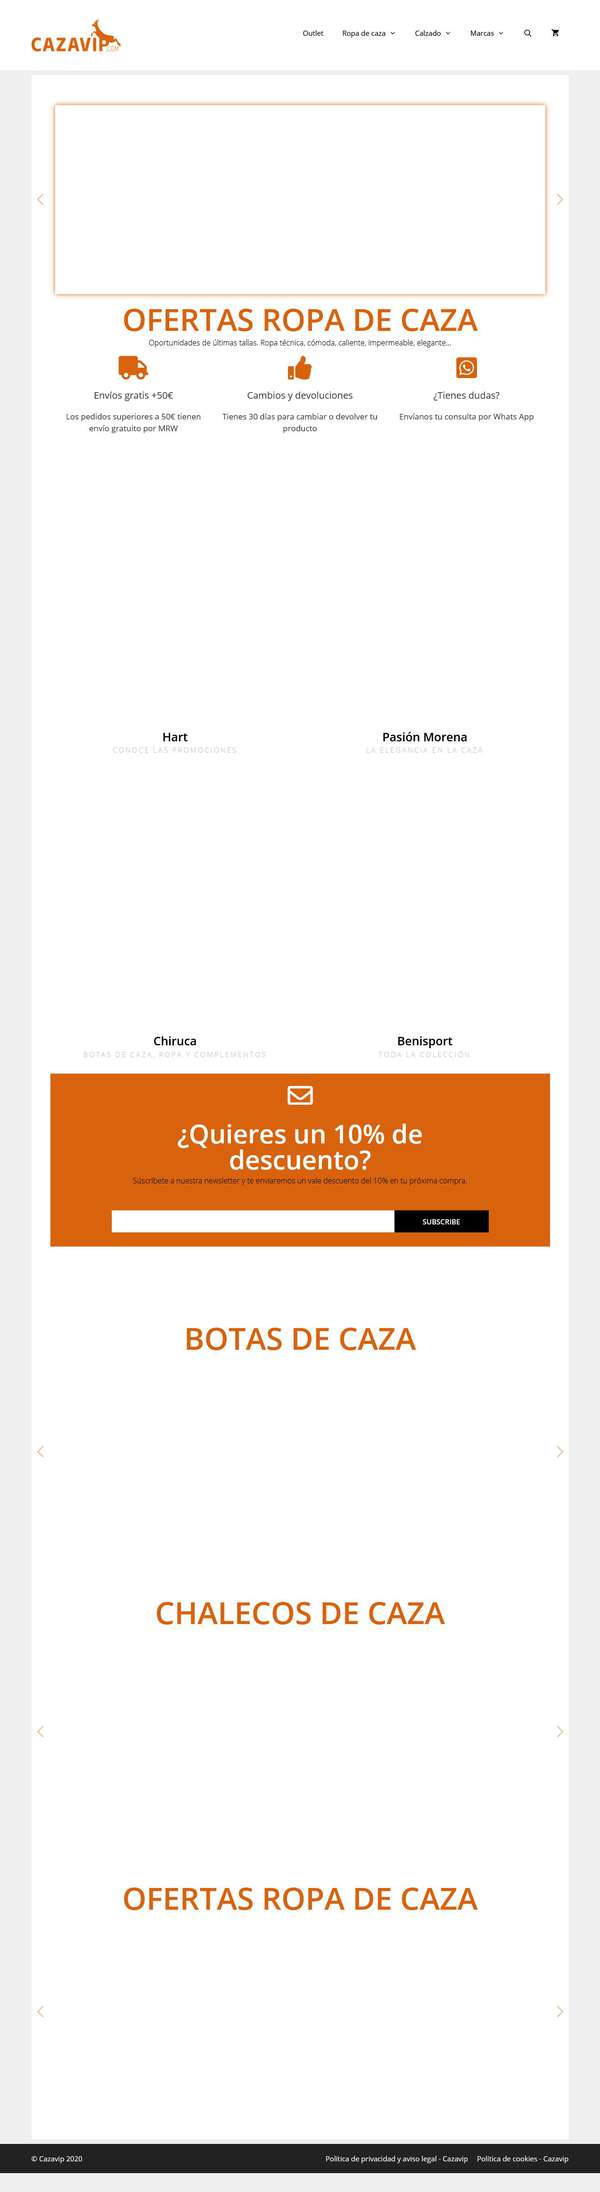 CAZAVIP
.COM
Outlet
Ropa de caza
Calzado
Marcas
OFERTAS ROPA DE CAZA
Oportunidades de últimas tallas. Ropa técnica, cómoda, caliente, impermeable, elegante...
Envíos gratis +50€
Los pedidos superiores a 50€ tienen
envío gratuito por MRW
Cambios y devoluciones
Tienes 30 días para cambiar o devolver tu
producto
¿Tienes dudas?
Envíanos tu consulta por Whats App
Hart
CONOCE LAS PROMOCIONES
Pasión Morena
LA ELEGANCIA EN LA CAZA
Chiruca
BOTAS DE CAZA, ROPA Y COMPLEMENTOS
Benisport
TODA LA COLECCIÓN
¿Quieres un 10% de
descuento?
Súscribete a nuestra newsletter y te enviaremos un vale descuento del 10% en tu próxima compra.
SUBSCRIBE
BOTAS DE CAZA
CHALECOS DE CAZA
OFERTAS ROPA DE CAZA
© Cazavip 2020
Política de privacidad y aviso legal - Cazavip
Política de cookies - Cazavip